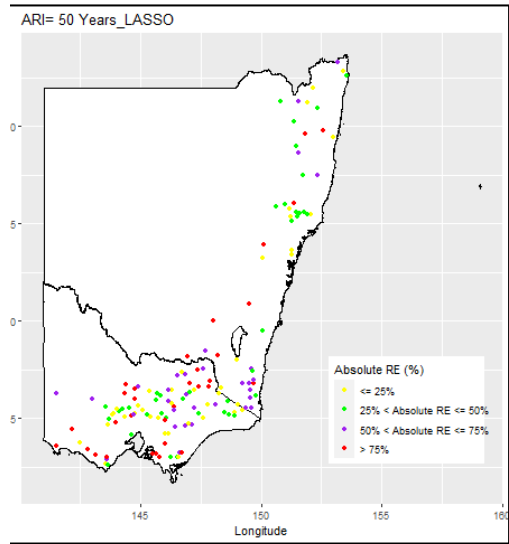 ARI= 50 Years_LASSO
0
5
0
5
Absolute RE (%)
<= 25%
25% < Absolute RE <= 50%
50% < Absolute RE <= 75%
> 75%
145
150
155
160
Longitude